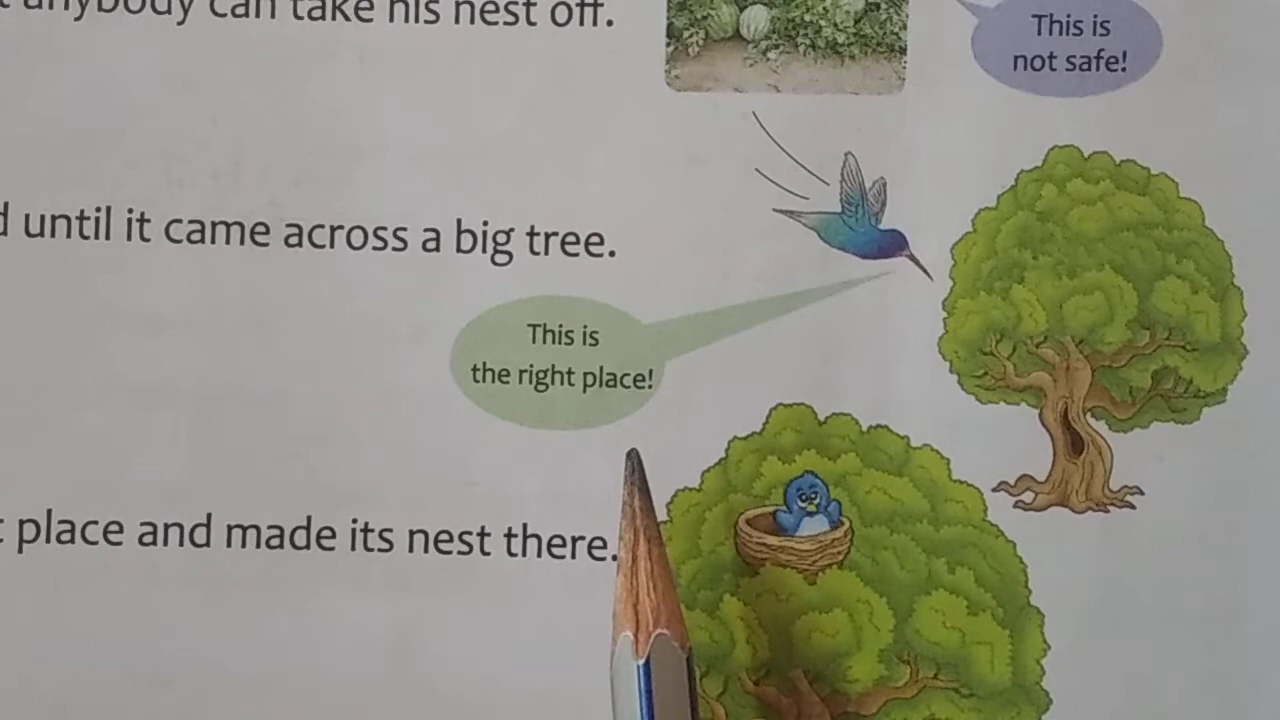 anybody can take his nest off.
This is
not safe!
until it came across a big tree.
This is
the right place!
place and made its nest there.